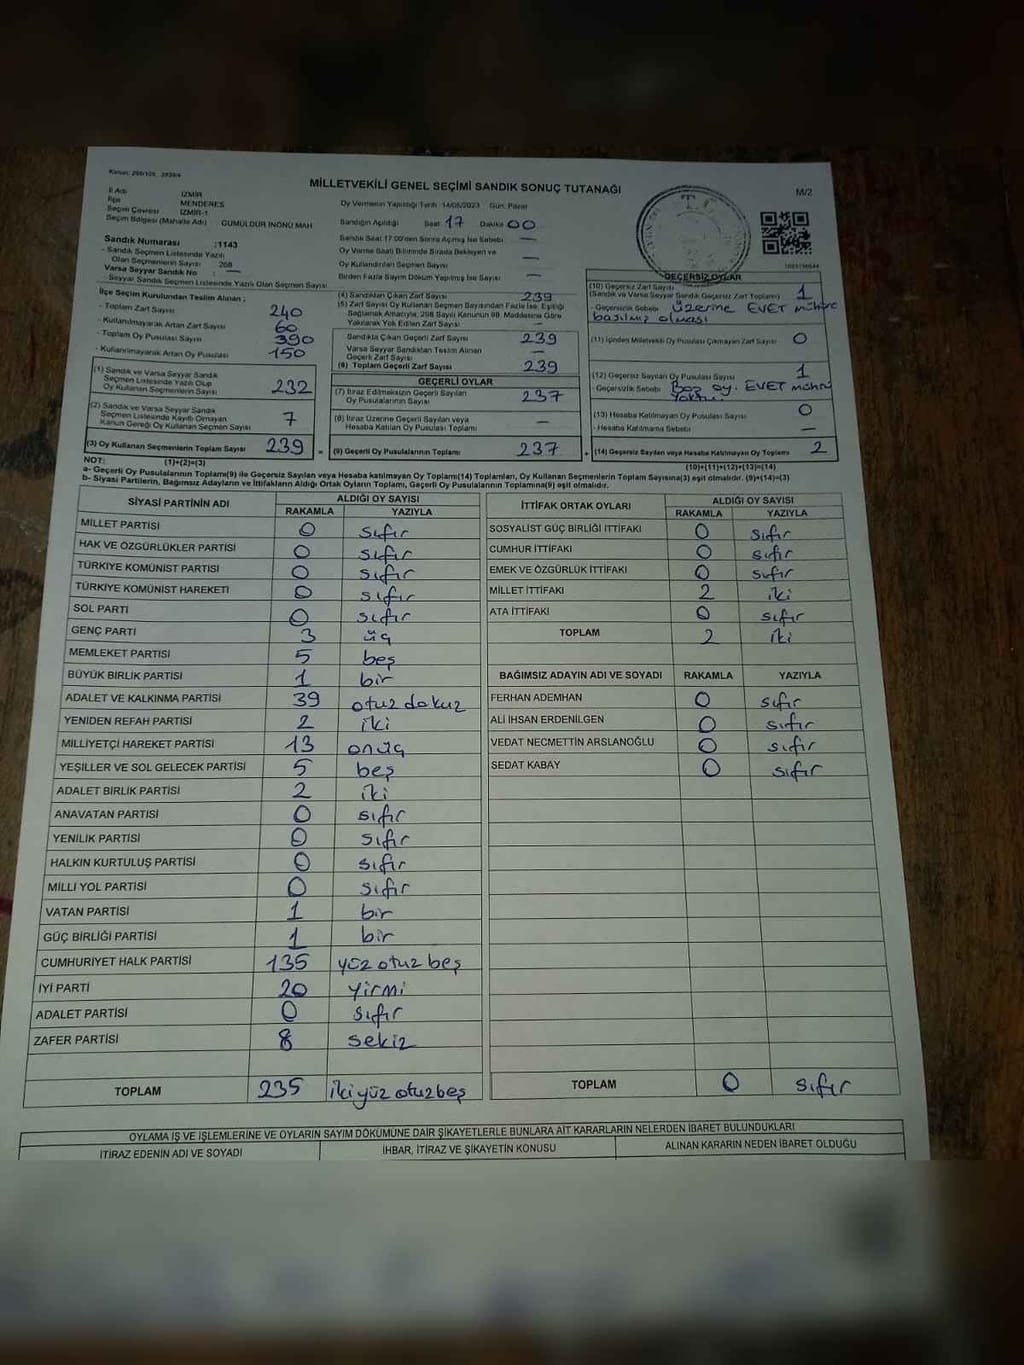 MİLLETVEKİLİ GENEL SEÇİMİ SANDIK SONUÇ TUTANAĞI
M/2
İl Adı İZMİR
İlçe MENDERES
Seçim Çevresi İZMİR-1
Seçim Bölgesi (Mahalle Adı) GÜMÜLDÜR İNÖNÜ MAH
Oy Vermenin Yapıldığı Tarih :14/05/2023 Gün: Pazar
Sandığın Açıldığı Saat 17 Dakika 00
Sandık Saat 17.00'den Sonra Açılmış İse Sebebi —
Oy Verme Saati Bitiminde Sırada Bekleyen ve
Oy Kullandırılan Seçmen Sayısı —
Birden Fazla Sayım Döküm Yapılmış İse Sayısı —
Sandık Numarası :1143
- Sandık Seçmen Listesinde Yazılı
Olan Seçmenlerin Sayısı 268
Varsa Seyyar Sandık No : —
- Seyyar Sandık Seçmen Listesinde Yazılı Olan Seçmen Sayısı
İlçe Seçim Kurulundan Teslim Alınan ;
- Toplam Zarf Sayısı 240
- Kullanılmayarak Artan Zarf Sayısı 60
- Toplam Oy Pusulası Sayısı 390
- Kullanılmayarak Artan Oy Pusulası 150
(1) Sandık ve Varsa Seyyar Sandık
Seçmen Listesinde Yazılı Olup
Oy Kullanan Seçmenlerin Sayısı 232
(2) Sandık ve Varsa Seyyar Sandık
Seçmen Listesinde Kayıtlı Olmayan
Kanun Gereği Oy Kullanan Seçmen Sayısı 7
(3) Oy Kullanan Seçmenlerin Toplam Sayısı 239
(1)+(2)=(3)
(4) Sandıktan Çıkan Zarf Sayısı 239
(5) Zarf Sayısı Oy Kullanan Seçmen Sayısından Fazla İse, Eşitliği
Sağlamak Amacıyla, 298 Sayılı Kanunun 98. Maddesine Göre
Yakılarak Yok Edilen Zarf Sayısı —
Sandıkta Çıkan Geçerli Zarf Sayısı 239
Varsa Seyyar Sandıktan Teslim Alınan
Geçerli Zarf Sayısı —
(6) Toplam Geçerli Zarf Sayısı 239
GEÇERLİ OYLAR
(7) İtiraz Edilmeksizin Geçerli Sayılan
Oy Pusulalarının Sayısı 237
(8) İtiraz Üzerine Geçerli Sayılan veya
Hesaba Katılan Oy Pusulaları Toplamı —
(9) Geçerli Oy Pusulalarının Toplamı 237
GEÇERSİZ OYLAR
(10) Geçersiz Zarf Sayısı 1
(Sandık ve Varsa Seyyar Sandık Geçersiz Zarf Toplamı)
- Geçersizlik Sebebi üzerine EVET mühre
basılmış olması
(11) İçinden Milletvekili Oy Pusulası Çıkmayan Zarf Sayısı 0
(12) Geçersiz Sayılan Oy Pusulası Sayısı 1
Geçersizlik Sebebi EVET
(13) Hesaba Katılmayan Oy Pusulası Sayısı 0
- Hesaba Katılmama Sebebi —
(14) Geçersiz Sayılan veya Hesaba Katılmayan Oy Toplamı 2
(10)+(11)+(12)+(13)=(14)
NOT:
a- Geçerli Oy Pusulalarının Toplamı(9) ile Geçersiz Sayılan veya Hesaba katılmayan Oy Toplam(14) Toplamları, Oy Kullanan Seçmenlerin Toplam Sayısına(3) eşit olmalıdır. (9)+(14)=(3)
b- Siyasi Partilerin, Bağımsız Adayların ve İttifakların Aldığı Ortak Oyların Toplamı, Geçerli Oy Pusulalarının Toplamına(9) eşit olmalıdır.
SİYASİ PARTİNİN ADI ALDIĞI OY SAYISI
RAKAMLA YAZIYLA
MİLLET PARTİSİ 0 sıfır
HAK VE ÖZGÜRLÜKLER PARTİSİ 0 sıfır
TÜRKİYE KOMÜNİST PARTİSİ 0 sıfır
TÜRKİYE KOMÜNİST HAREKETİ 0 sıfır
SOL PARTİ 0 sıfır
GENÇ PARTİ 3 üç
MEMLEKET PARTİSİ 5 beş
BÜYÜK BİRLİK PARTİSİ 1 bir
ADALET VE KALKINMA PARTİSİ 39 otuz dokuz
YENİDEN REFAH PARTİSİ 2 iki
MİLLİYETÇİ HAREKET PARTİSİ 13 onüç
YEŞİLLER VE SOL GELECEK PARTİSİ 5 beş
ADALET BİRLİK PARTİSİ 2 iki
ANAVATAN PARTİSİ 0 sıfır
YENİLİK PARTİSİ 0 sıfır
HALKIN KURTULUŞ PARTİSİ 0 sıfır
MİLLİ YOL PARTİSİ 0 sıfır
VATAN PARTİSİ 1 bir
GÜÇ BİRLİĞİ PARTİSİ 1 bir
CUMHURİYET HALK PARTİSİ 135 yüz otuz beş
İYİ PARTİ 20 yirmi
ADALET PARTİSİ 0 sıfır
ZAFER PARTİSİ 8 sekiz
TOPLAM 235 ikiyüz otuzbeş
İTTİFAK ORTAK OYLARI ALDIĞI OY SAYISI
RAKAMLA YAZIYLA
SOSYALİST GÜÇ BİRLİĞİ İTTİFAKI 0 sıfır
CUMHUR İTTİFAKI 0 sıfır
EMEK VE ÖZGÜRLÜK İTTİFAKI 0 sıfır
MİLLET İTTİFAKI 2 iki
ATA İTTİFAKI 0 sıfır
TOPLAM 2 iki
BAĞIMSIZ ADAYIN ADI VE SOYADI RAKAMLA YAZIYLA
FERHAN ADEMHAN 0 sıfır
ALİ İHSAN ERDENİLGEN 0 sıfır
VEDAT NECMETTİN ARSLANOĞLU 0 sıfır
SEDAT KABAY 0 sıfır
TOPLAM 0 sıfır
OYLAMA İŞ VE İŞLEMLERİNE VE OYLARIN SAYIM DÖKÜMÜNE DAİR ŞİKAYETLERLE BUNLARA AİT KARARLARIN NELERDEN İBARET BULUNDUKLARI
İTİRAZ EDENİN ADI VE SOYADI İHBAR, İTİRAZ VE ŞİKAYETİN KONUSU ALINAN KARARIN NEDEN İBARET OLDUĞU